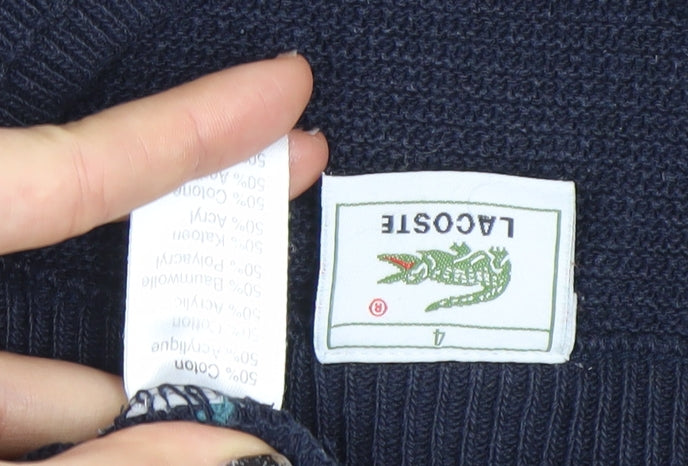 50% Coton
50% Acrylique
50% Cotton
50% Acrylic
50% Baumwolle
50% Polyacryl
50% Katoen
50% Acryl
50% Cotone
50%
4
®
LACOSTE